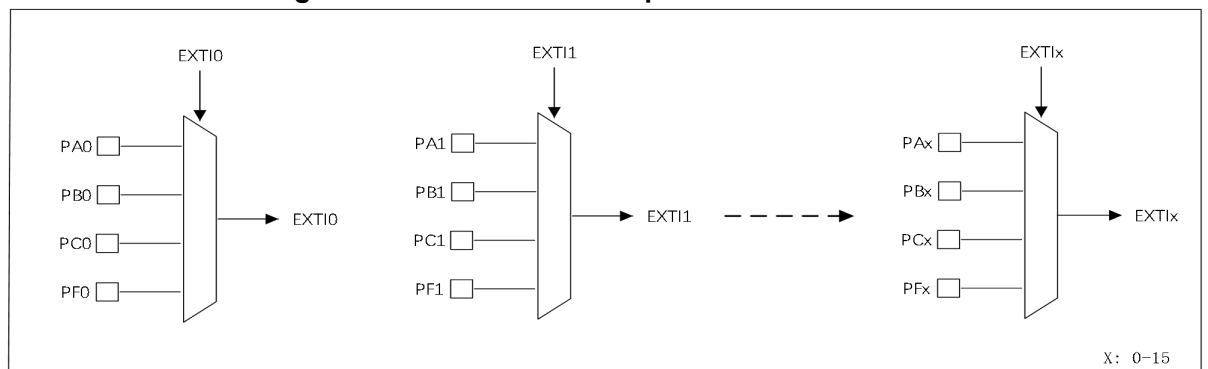 EXTI0 EXTI1 EXTIx
PA0 PA1 PAx
PB0 PB1 PBx
EXTI0 EXTI1 EXTIx
PC0 PC1 PCx
PF0 PF1 PFx
X: 0-15